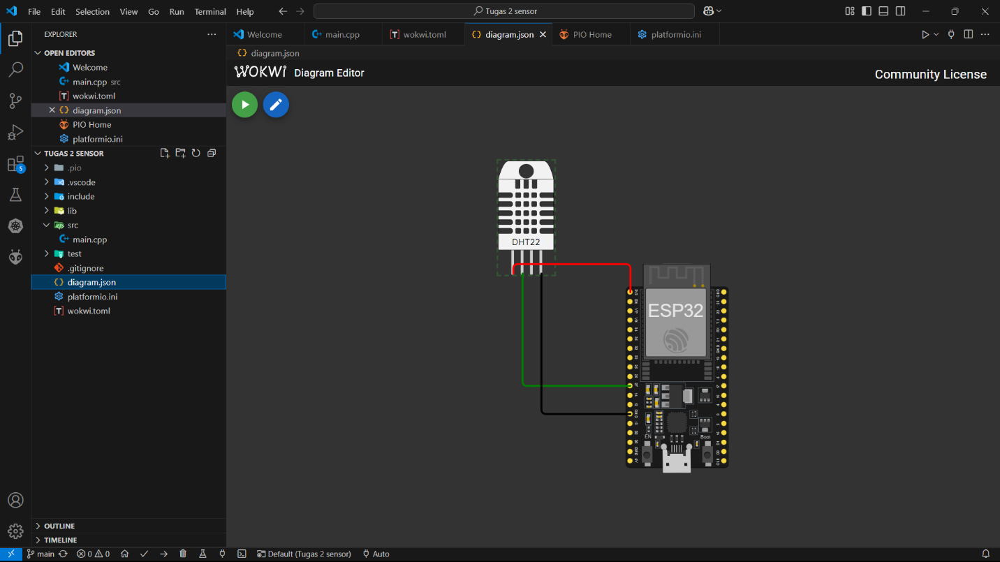 File Edit Selection View Go Run Terminal Help
Tugas 2 sensor
EXPLORER
Welcome
main.cpp
wokwi.toml
diagram.json
PIO Home
platformio.ini
OPEN EDITORS
Welcome
main.cpp src
wokwi.toml
diagram.json
PIO Home
platformio.ini
TUGAS 2 SENSOR
.pio
.vscode
include
lib
src
main.cpp
test
.gitignore
diagram.json
platformio.ini
wokwi.toml
diagram.json
WOKWI Diagram Editor
Community License
DHT22
ESP32
EN
Boot
5
OUTLINE
TIMELINE
main
0 0
Default (Tugas 2 sensor)
Auto